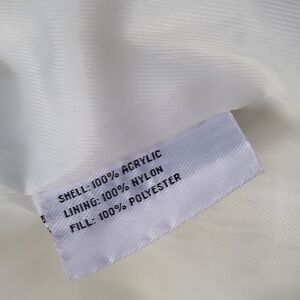 SHELL: 100% ACRYLIC
LINING: 100% NYLON
FILL: 100% POLYESTER